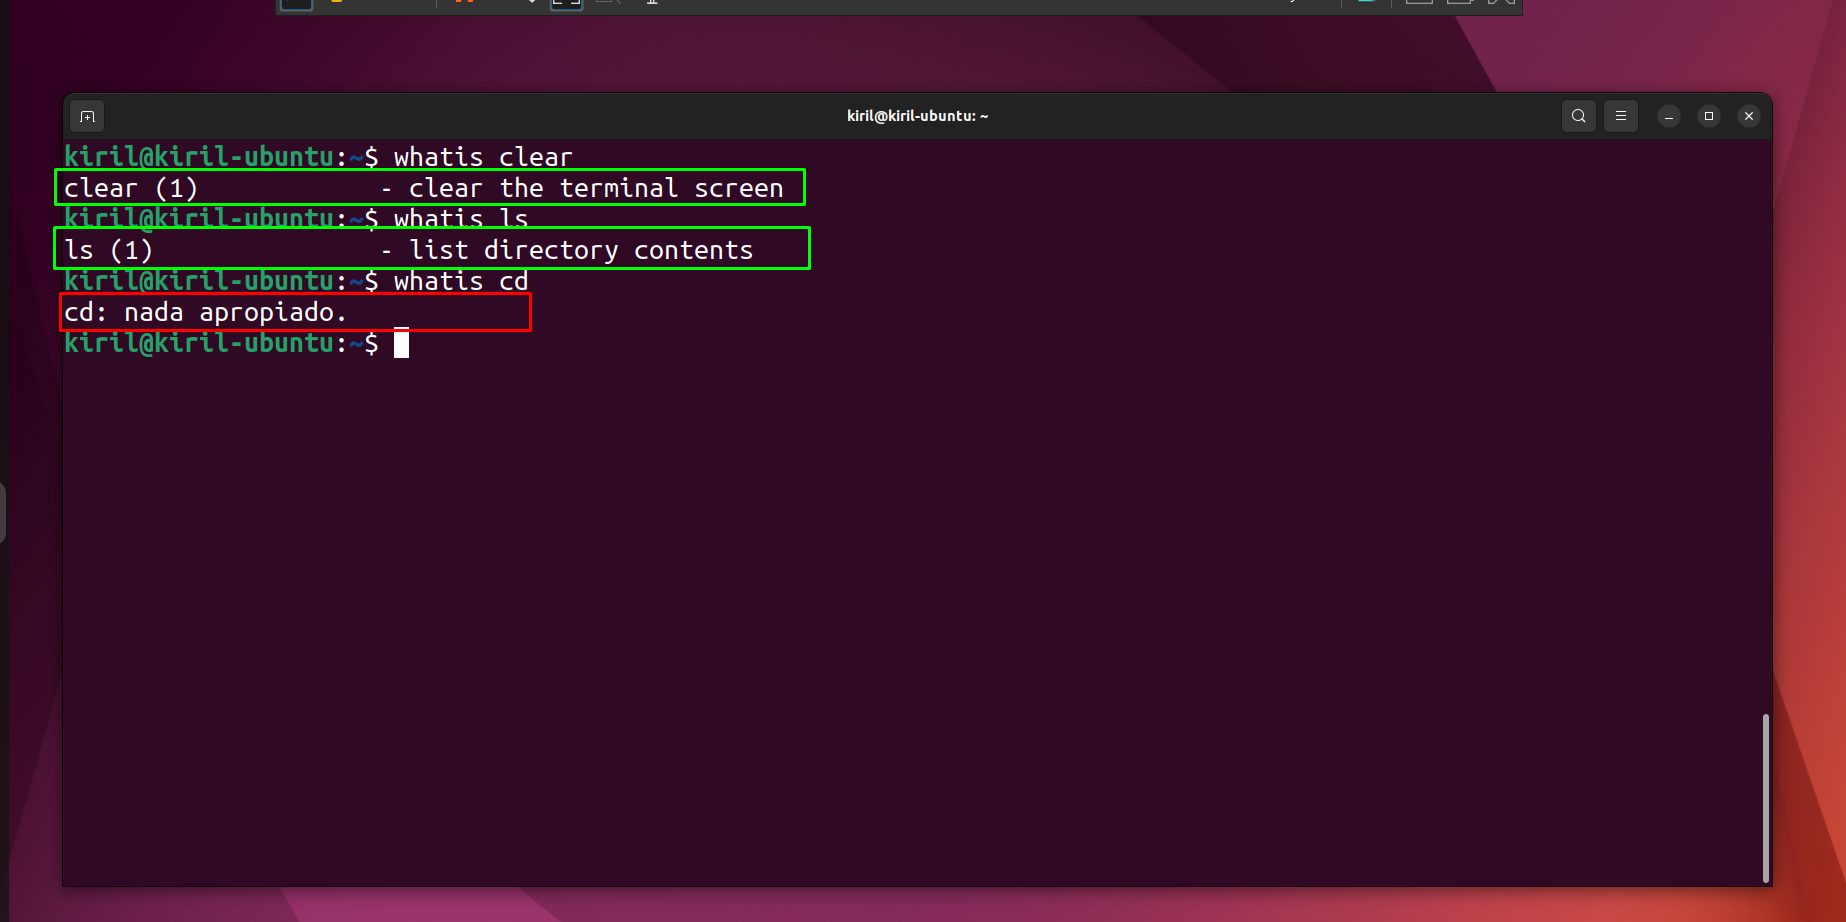 kiril@kiril-ubuntu: ~
kiril@kiril-ubuntu:~$ whatis clear
clear (1)            - clear the terminal screen
kiril@kiril-ubuntu:~$ whatis ls
ls (1)               - list directory contents
kiril@kiril-ubuntu:~$ whatis cd
cd: nada apropiado.
kiril@kiril-ubuntu:~$